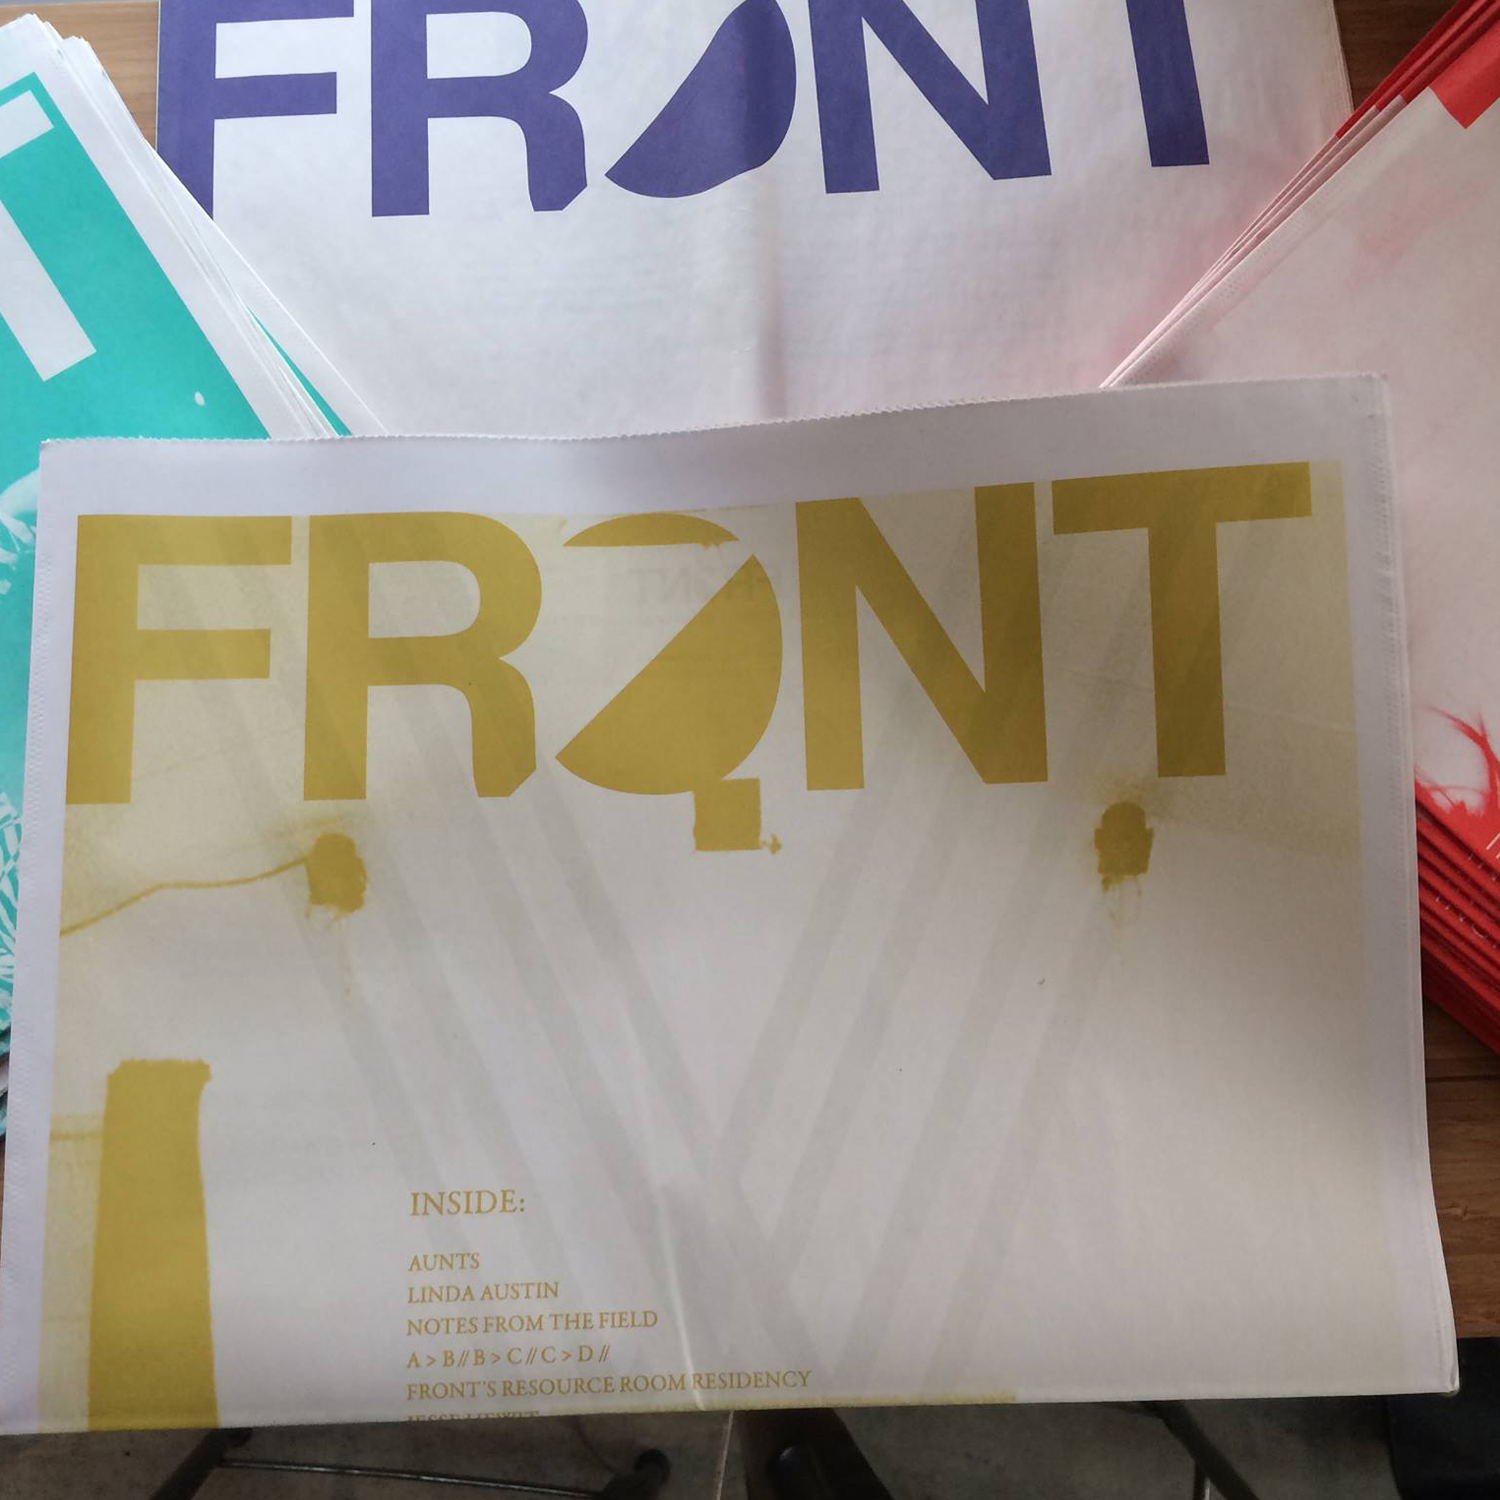 FRONT
FRONT
INSIDE:
AUNTS
LINDA AUSTIN
NOTES FROM THE FIELD
A > B // B > C // C > D //
FRONT'S RESOURCE ROOM RESIDENCY